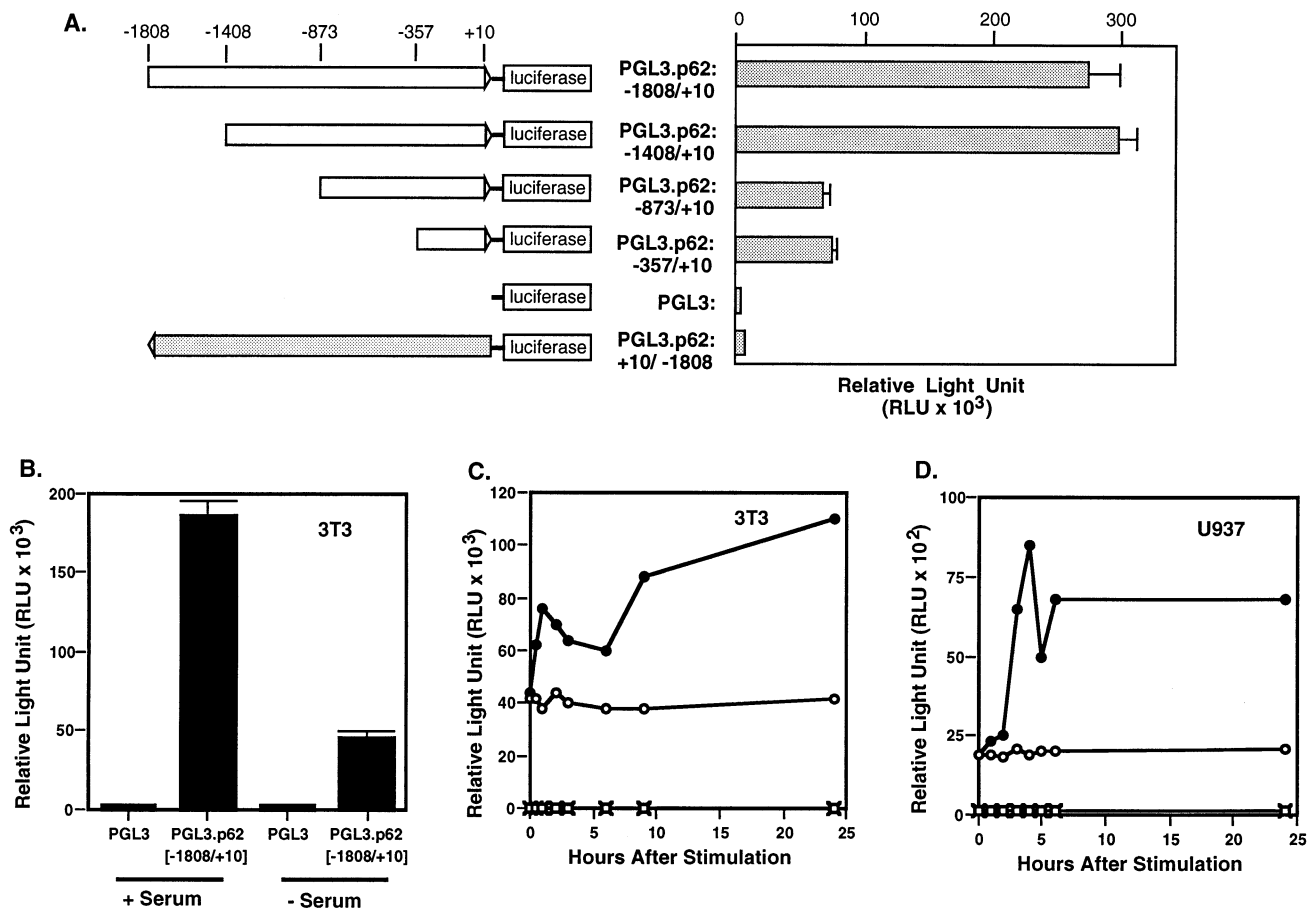 A.
-1808 -1408 -873 -357 +10
0 100 200 300
luciferase
PGL3.p62:
-1808/+10
luciferase
PGL3.p62:
-1408/+10
luciferase
PGL3.p62:
-873/+10
luciferase
PGL3.p62:
-357/+10
luciferase
PGL3:
luciferase
PGL3.p62:
+10/ -1808
Relative Light Unit
(RLU x 10³)
B.
Relative Light Unit (RLU x 10³)
200
150
100
50
0
3T3
PGL3 PGL3.p62 PGL3 PGL3.p62
[-1808/+10] [-1808/+10]
+ Serum - Serum
C.
Relative Light Unit (RLU x 10³)
120
100
80
60
40
20
0
3T3
0 5 10 15 20 25
Hours After Stimulation
D.
Relative Light Unit (RLU x 10²)
100
75
50
25
0
U937
0 5 10 15 20 25
Hours After Stimulation